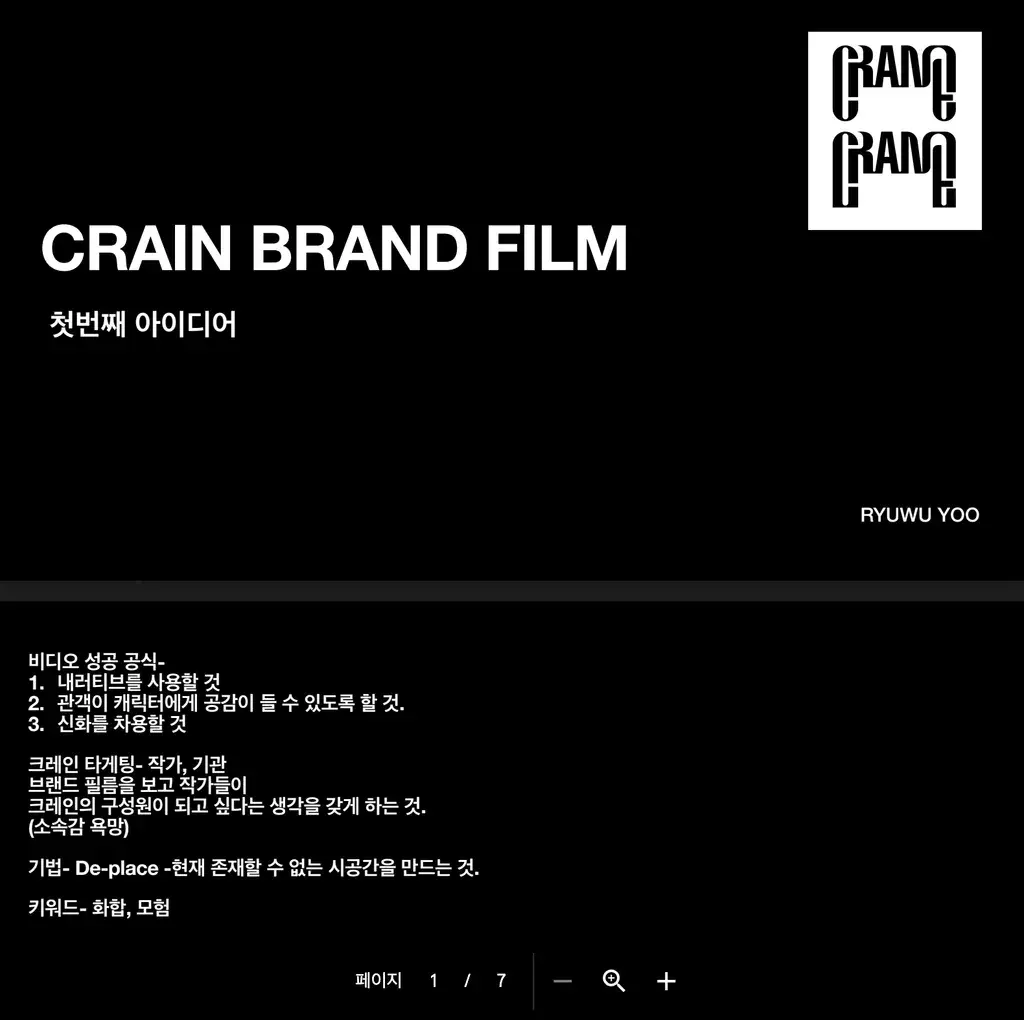 CRANE
CRANE
CRAIN BRAND FILM
첫번째 아이디어
RYUWU YOO
비디오 성공 공식-
1. 내러티브를 사용할 것
2. 관객이 캐릭터에게 공감이 들 수 있도록 할 것.
3. 신화를 차용할 것
크레인 타게팅- 작가, 기관
브랜드 필름을 보고 작가들이
크레인의 구성원이 되고 싶다는 생각을 갖게 하는 것.
(소속감 욕망)
기법- De-place -현재 존재할 수 없는 시공간을 만드는 것.
키워드- 화합, 모험
페이지 1 / 7